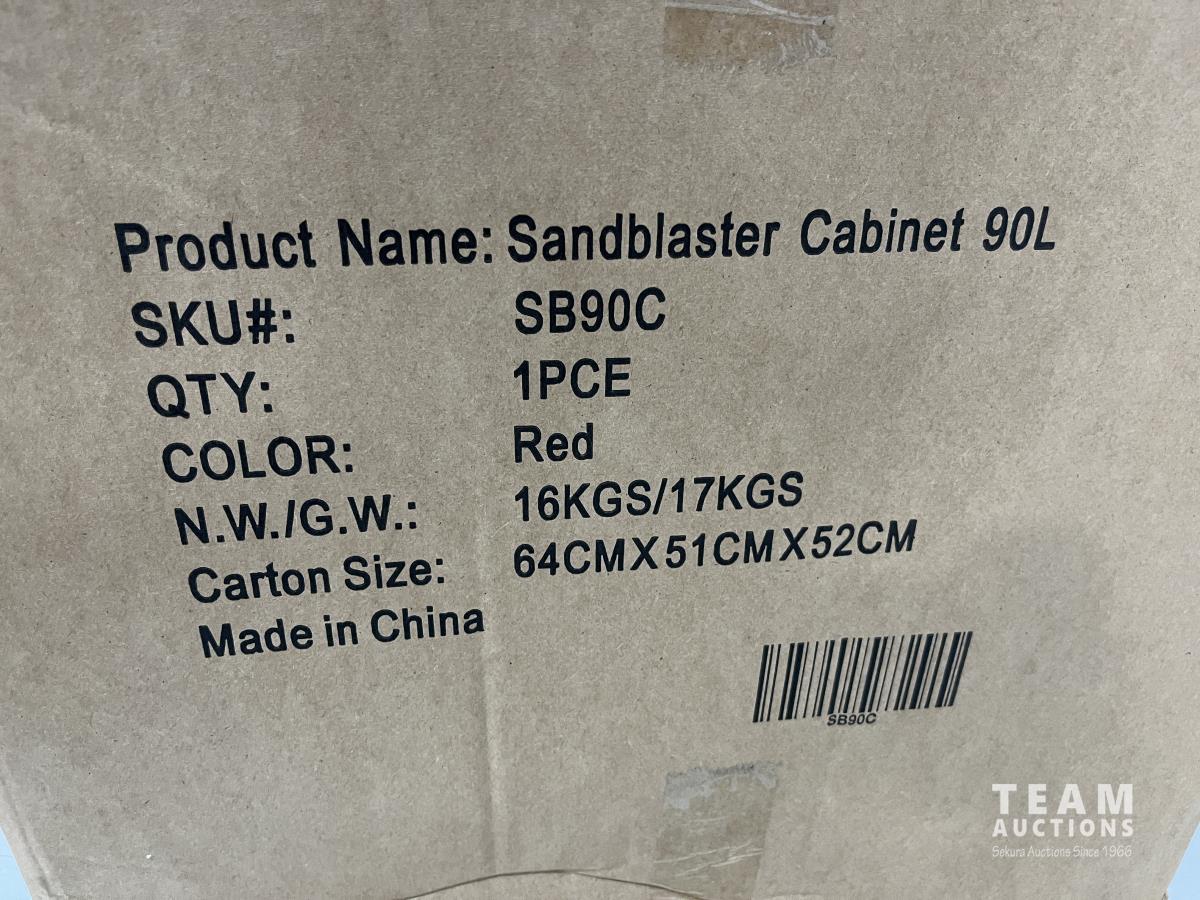 Product Name: Sandblaster Cabinet 90L
SKU#: SB90C
QTY: 1PCE
COLOR: Red
N.W./G.W.: 16KGS/17KGS
Carton Size: 64CMX51CMX52CM
Made in China
SB90C
TEAM
AUCTIONS
Sekura Auctions Since 1966